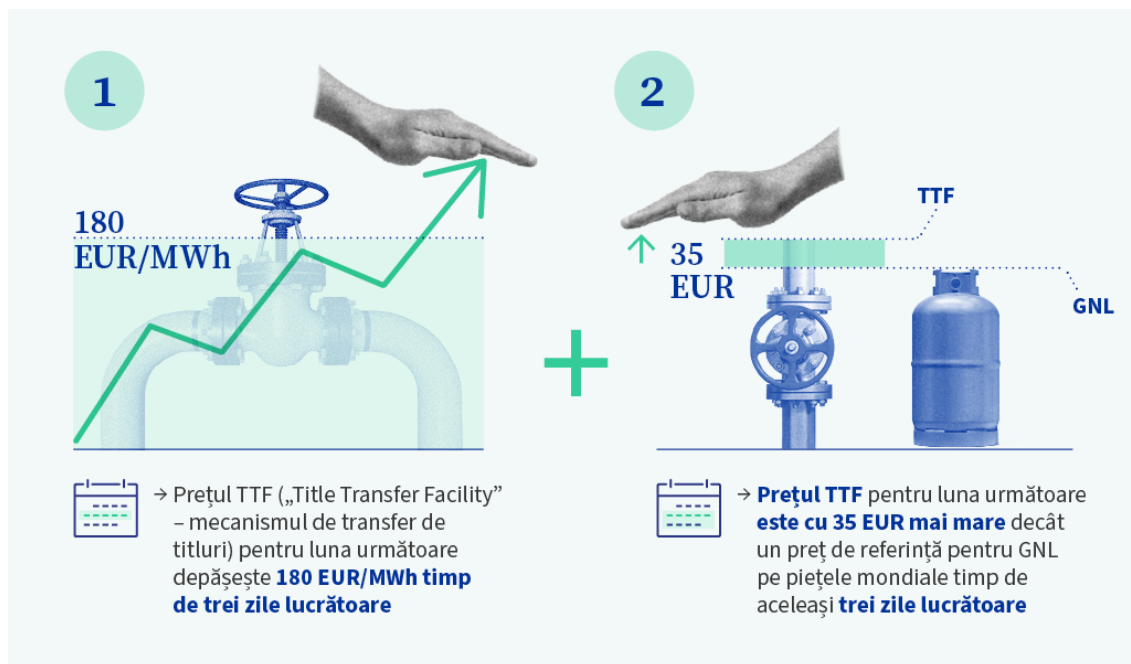 1
180
EUR/MWh
→ Prețul TTF („Title Transfer Facility”
– mecanismul de transfer de
titluri) pentru luna următoare
depășește 180 EUR/MWh timp
de trei zile lucrătoare
+
2
TTF
35
EUR
GNL
→ Prețul TTF pentru luna următoare
este cu 35 EUR mai mare decât
un preț de referință pentru GNL
pe piețele mondiale timp de
aceleași trei zile lucrătoare